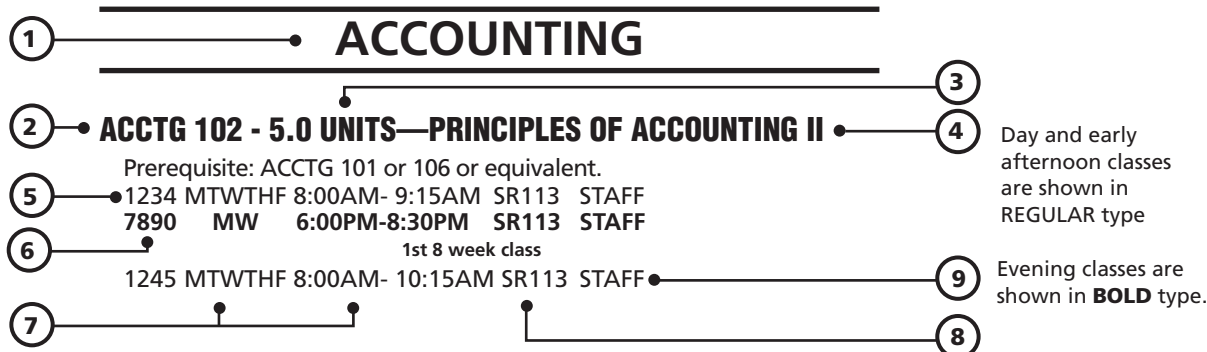 1 ACCOUNTING
3
2 ACCTG 102 - 5.0 UNITS—PRINCIPLES OF ACCOUNTING II 4
Prerequisite: ACCTG 101 or 106 or equivalent.
5 1234 MTWTHF 8:00AM- 9:15AM SR113 STAFF
7890 MW 6:00PM-8:30PM SR113 STAFF
6 1st 8 week class
1245 MTWTHF 8:00AM- 10:15AM SR113 STAFF 9
7 8
Day and early
afternoon classes
are shown in
REGULAR type
Evening classes are
shown in BOLD type.